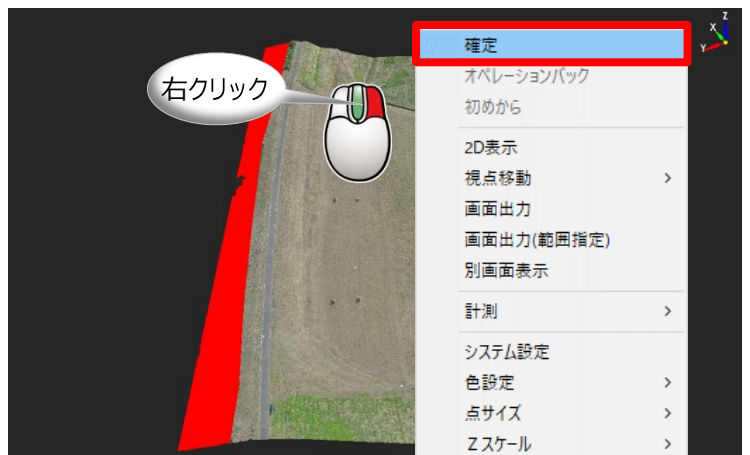 右クリック
確定
オペレーションバック
初めから
2D表示
視点移動 >
画面出力
画面出力(範囲指定)
別画面表示
計測 >
システム設定
色設定 >
点サイズ >
Zスケール >
Z
X
Y